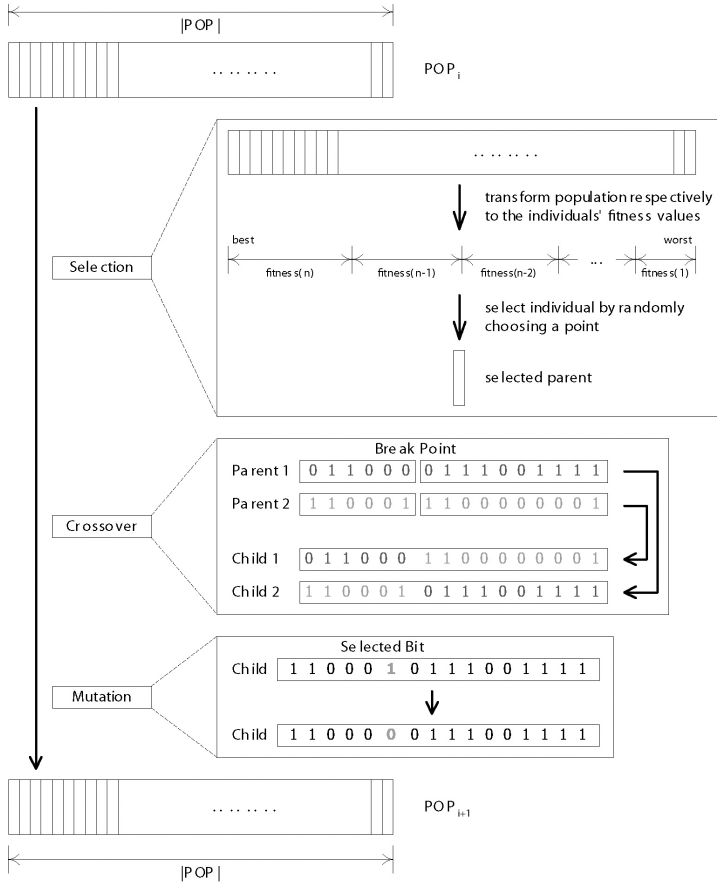 |POP|
........
POP i
........
transform population respectively
to the individuals' fitness values
best worst
...
fitness(n) fitness(n-1) fitness(n-2) fitness(1)
Selection
select individual by randomly
choosing a point
selected parent
Break Point
Parent 1 0 1 1 0 0 0 0 1 1 1 0 0 1 1 1 1
Parent 2 1 1 0 0 0 1 1 1 0 0 0 0 0 0 0 1
Crossover
Child 1 0 1 1 0 0 0 1 1 0 0 0 0 0 0 0 1
Child 2 1 1 0 0 0 1 0 1 1 1 0 0 1 1 1 1
Selected Bit
Child 1 1 0 0 0 1 0 1 1 1 0 0 1 1 1 1
Mutation
Child 1 1 0 0 0 0 0 1 1 1 0 0 1 1 1 1
........
POP i+1
|POP|